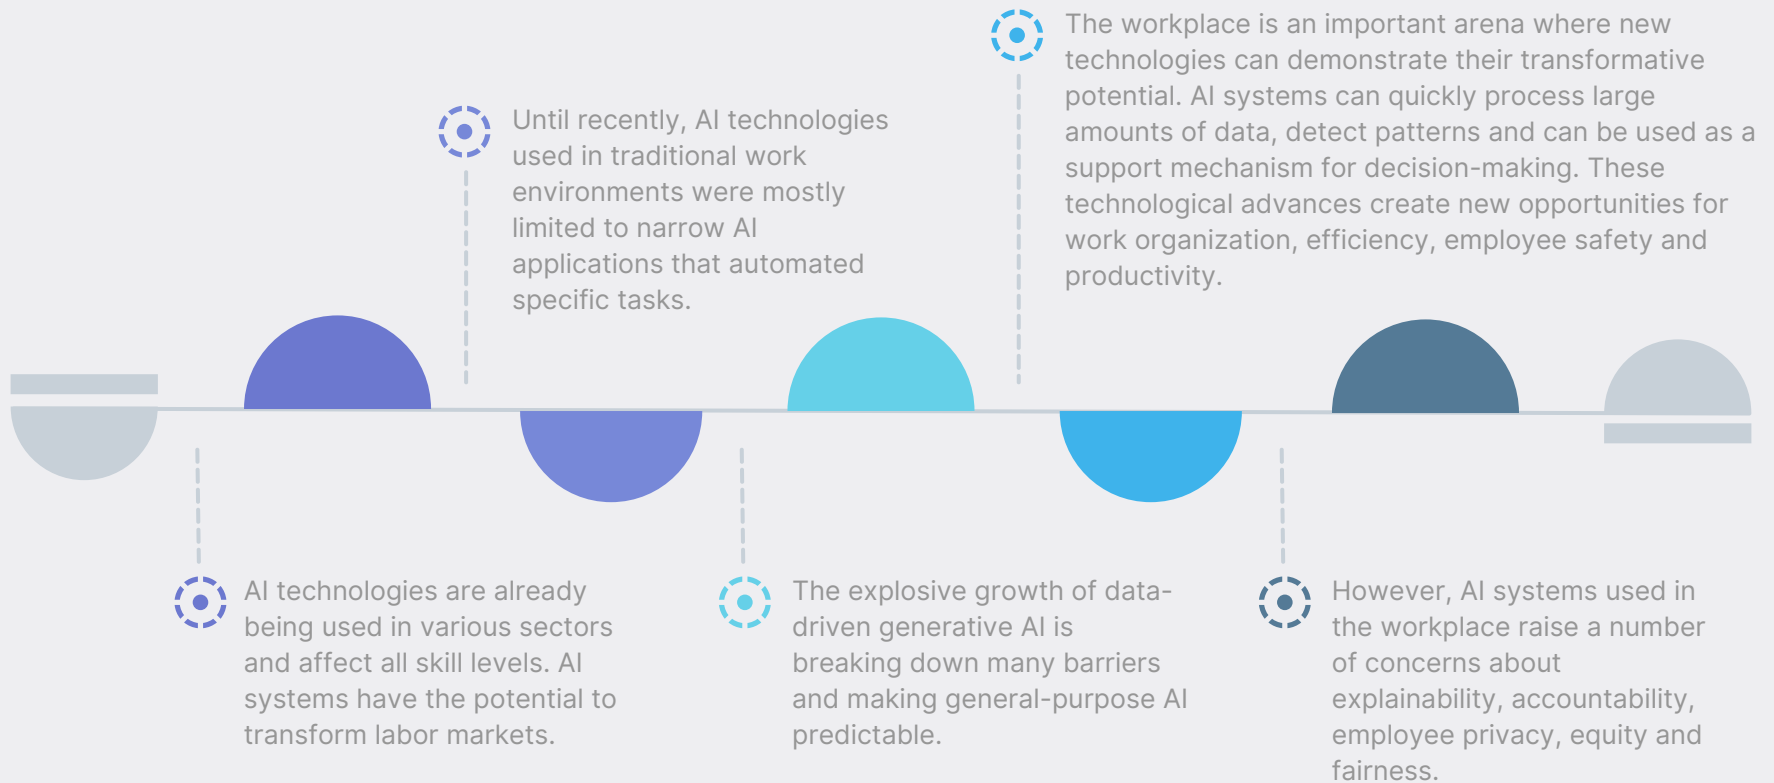 AI technologies are already
being used in various sectors
and affect all skill levels. AI
systems have the potential to
transform labor markets.
Until recently, AI technologies
used in traditional work
environments were mostly
limited to narrow AI
applications that automated
specific tasks.
The explosive growth of data-
driven generative AI is
breaking down many barriers
and making general-purpose AI
predictable.
The workplace is an important arena where new
technologies can demonstrate their transformative
potential. AI systems can quickly process large
amounts of data, detect patterns and can be used as a
support mechanism for decision-making. These
technological advances create new opportunities for
work organization, efficiency, employee safety and
productivity.
However, AI systems used in
the workplace raise a number
of concerns about
explainability, accountability,
employee privacy, equity and
fairness.